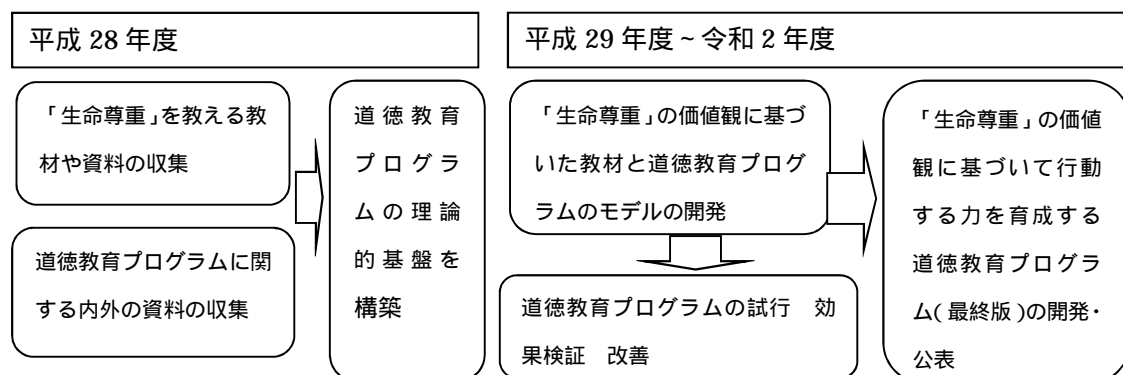 平成 28 年度
平成 29 年度~令和 2 年度
「生命尊重」を教える教
材や資料の収集
道徳教育プログラムに関
する内外の資料の収集
道徳教育
プログラ
ムの理論
的基盤を
構築
「生命尊重」の価値観に基づ
いた教材と道徳教育プログ
ラムのモデルの開発
道徳教育プログラムの試行 効
果検証 改善
「生命尊重」の価値
観に基づいて行動
する力を育成する
道徳教育プログラ
ム(最終版)の開発・
公表